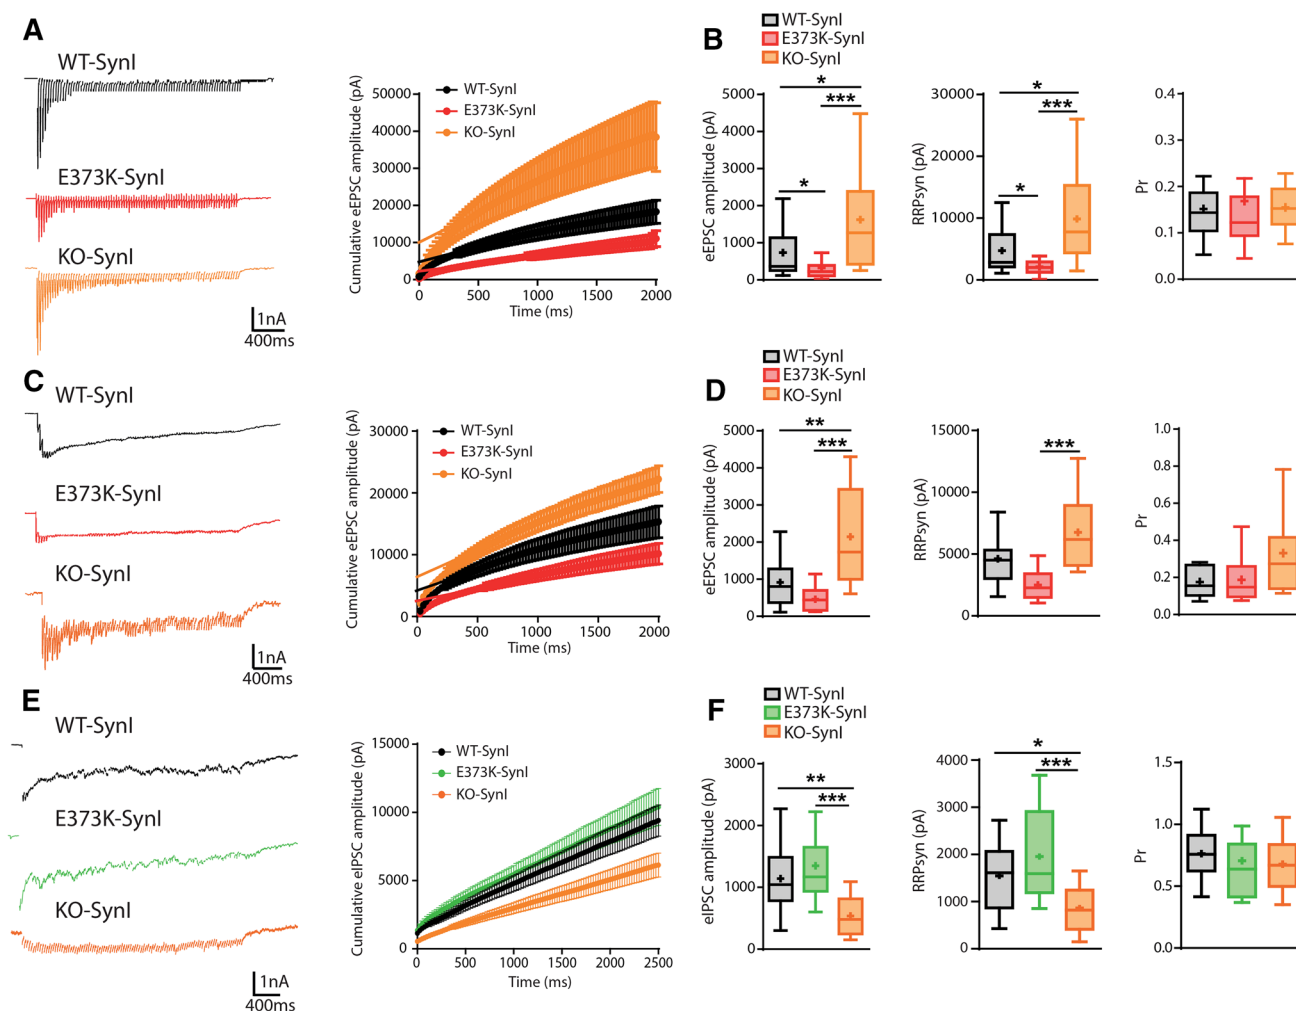 A
WT-SynI
E373K-SynI
KO-SynI
1nA
400ms
Cumulative eEPSC amplitude (pA)
50000
40000
30000
20000
10000
0
WT-SynI
E373K-SynI
KO-SynI
0
500
1000
1500
2000
Time (ms)
B
WT-SynI
E373K-SynI
KO-SynI
eEPSC amplitude (pA)
5000
4000
3000
2000
1000
0
*
***
*
RRPsyn (pA)
30000
20000
10000
0
*
***
*
Pr
0.4
0.3
0.2
0.1
0.0
C
WT-SynI
E373K-SynI
KO-SynI
1nA
400ms
Cumulative eEPSC amplitude (pA)
30000
20000
10000
0
WT-SynI
E373K-SynI
KO-SynI
0
500
1000
1500
2000
Time (ms)
D
WT-SynI
E373K-SynI
KO-SynI
eEPSC amplitude (pA)
5000
4000
3000
2000
1000
0
**
***
RRPsyn (pA)
15000
10000
5000
0
***
Pr
1.0
0.8
0.6
0.4
0.2
0.0
E
WT-SynI
E373K-SynI
KO-SynI
1nA
400ms
Cumulative eIPSC amplitude (pA)
15000
10000
5000
0
WT-SynI
E373K-SynI
KO-SynI
0
500
1000
1500
2000
2500
Time (ms)
F
WT-SynI
E373K-SynI
KO-SynI
eIPSC amplitude (pA)
3000
2000
1000
0
**
***
RRPsyn (pA)
4000
3000
2000
1000
0
*
***
Pr
1.5
1.0
0.5
0.0